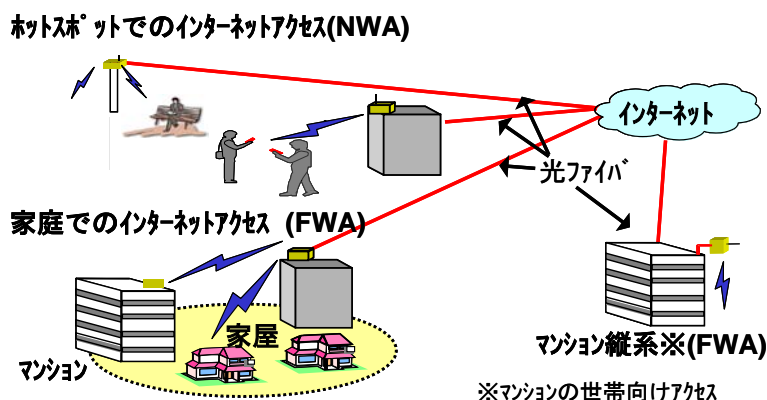 ホットスポットでのインターネットアクセス(NWA)
インターネット
光ファイバ
家庭でのインターネットアクセス (FWA)
家屋
マンション
マンション縦系※(FWA)
※マンションの世帯向けアクセス